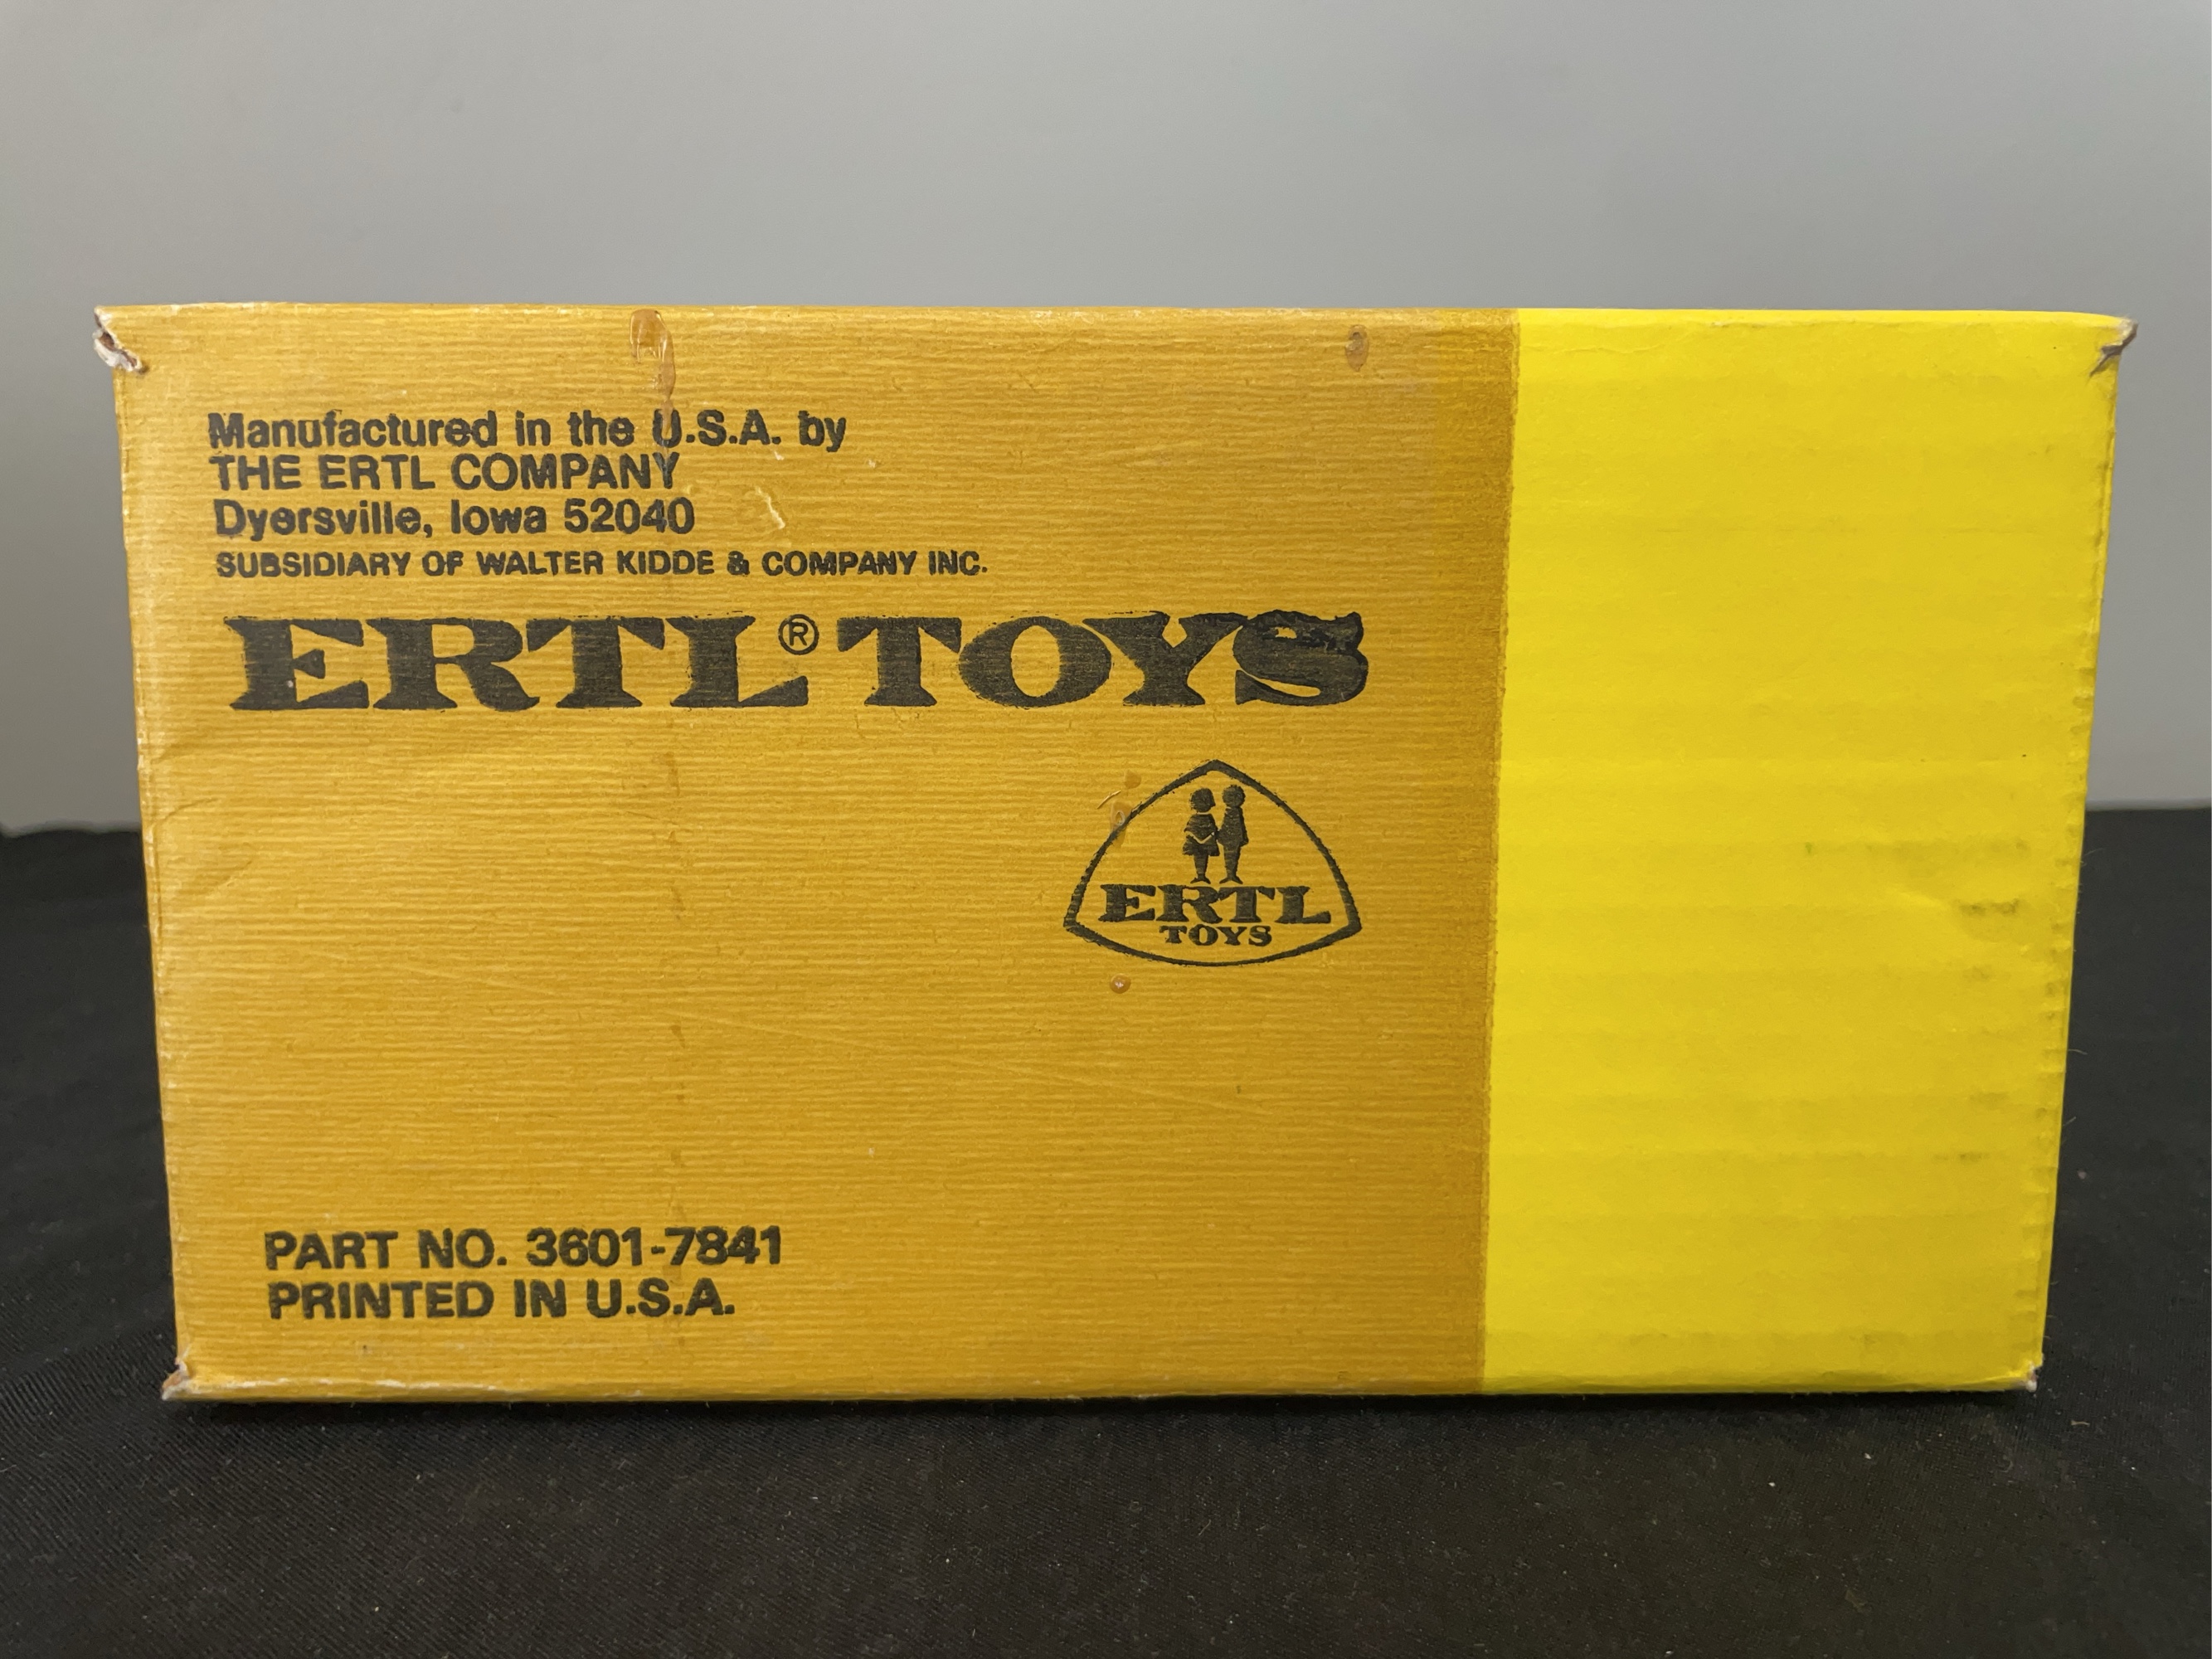 Manufactured in the U.S.A. by
THE ERTL COMPANY
Dyersville, Iowa 52040
SUBSIDIARY OF WALTER KIDDE & COMPANY INC.
ERTL® TOYS
ERTL
TOYS
PART NO. 3601-7841
PRINTED IN U.S.A.